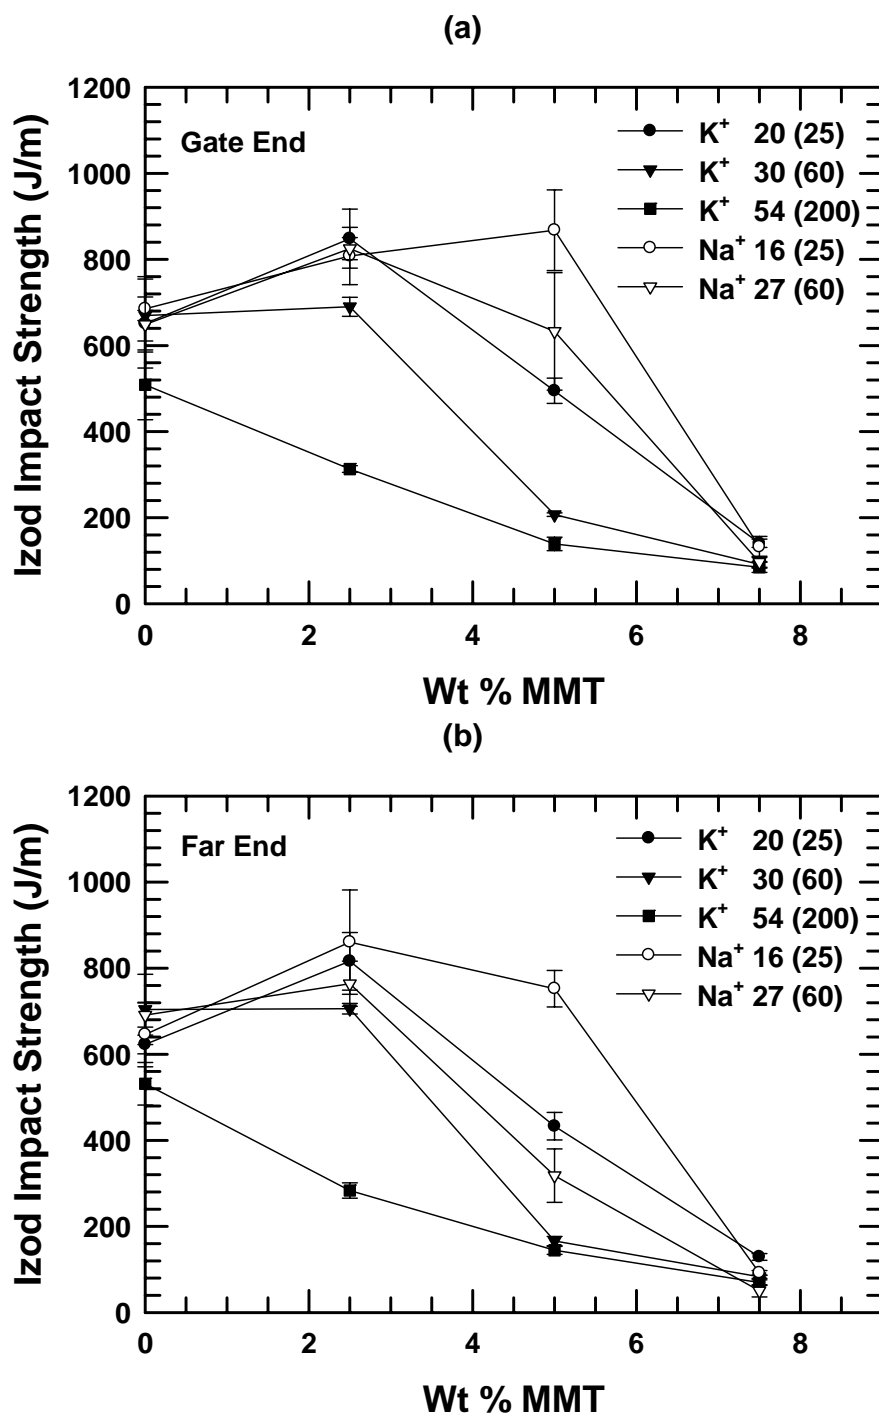 (a)
1200
1000
800
600
400
200
0
Izod Impact Strength (J/m)
Gate End
K⁺ 20 (25)
K⁺ 30 (60)
K⁺ 54 (200)
Na⁺ 16 (25)
Na⁺ 27 (60)
0 2 4 6 8
Wt % MMT
(b)
1200
1000
800
600
400
200
0
Izod Impact Strength (J/m)
Far End
K⁺ 20 (25)
K⁺ 30 (60)
K⁺ 54 (200)
Na⁺ 16 (25)
Na⁺ 27 (60)
0 2 4 6 8
Wt % MMT